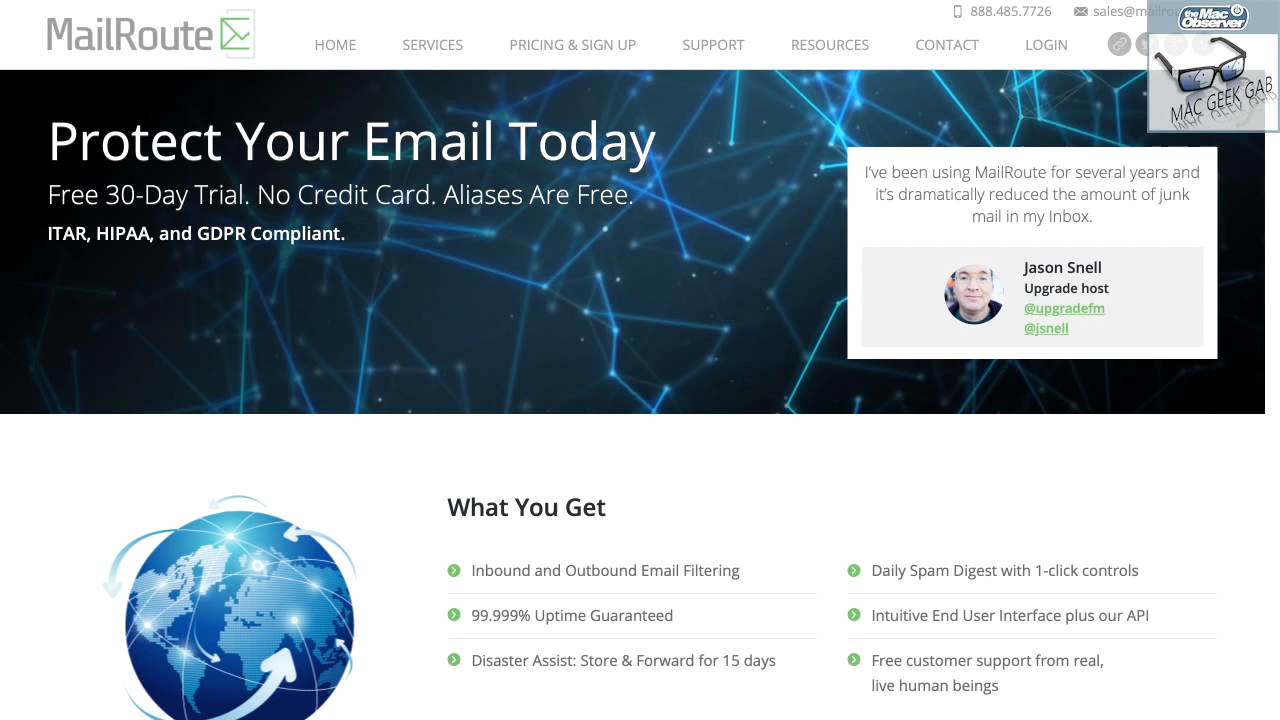 MailRoute
888.485.7726
sales@mailro
the Mac Observer
HOME
SERVICES
PRICING & SIGN UP
SUPPORT
RESOURCES
CONTACT
LOGIN
MAC GEEK GAB
Protect Your Email Today
Free 30-Day Trial. No Credit Card. Aliases Are Free.
ITAR, HIPAA, and GDPR Compliant.
I’ve been using MailRoute for several years and
it’s dramatically reduced the amount of junk
mail in my Inbox.
Jason Snell
Upgrade host
@upgradefm
@jsnell
What You Get
Inbound and Outbound Email Filtering
99.999% Uptime Guaranteed
Disaster Assist: Store & Forward for 15 days
Daily Spam Digest with 1-click controls
Intuitive End User Interface plus our API
Free customer support from real,
live human beings